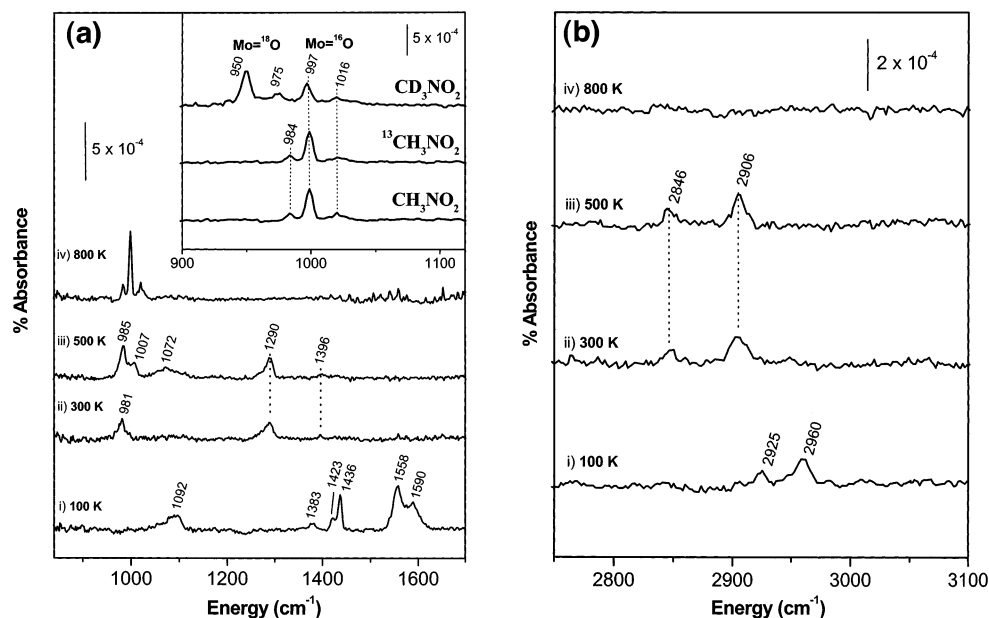 (a)
5 x 10⁻⁴
Mo=¹⁸O
Mo=¹⁶O
950
975
997
1016
CD₃NO₂
5 x 10⁻⁴
984
¹³CH₃NO₂
CH₃NO₂
900
1000
1100
iv) 800 K
985
1007
1072
1290
1396
iii) 500 K
981
ii) 300 K
1092
1383
1423
1436
1558
1590
i) 100 K
1000
1200
1400
1600
Energy (cm⁻¹)
% Absorbance
(b)
2 x 10⁻⁴
iv) 800 K
2846
2906
iii) 500 K
ii) 300 K
2925
2960
i) 100 K
2800
2900
3000
3100
Energy (cm⁻¹)
% Absorbance